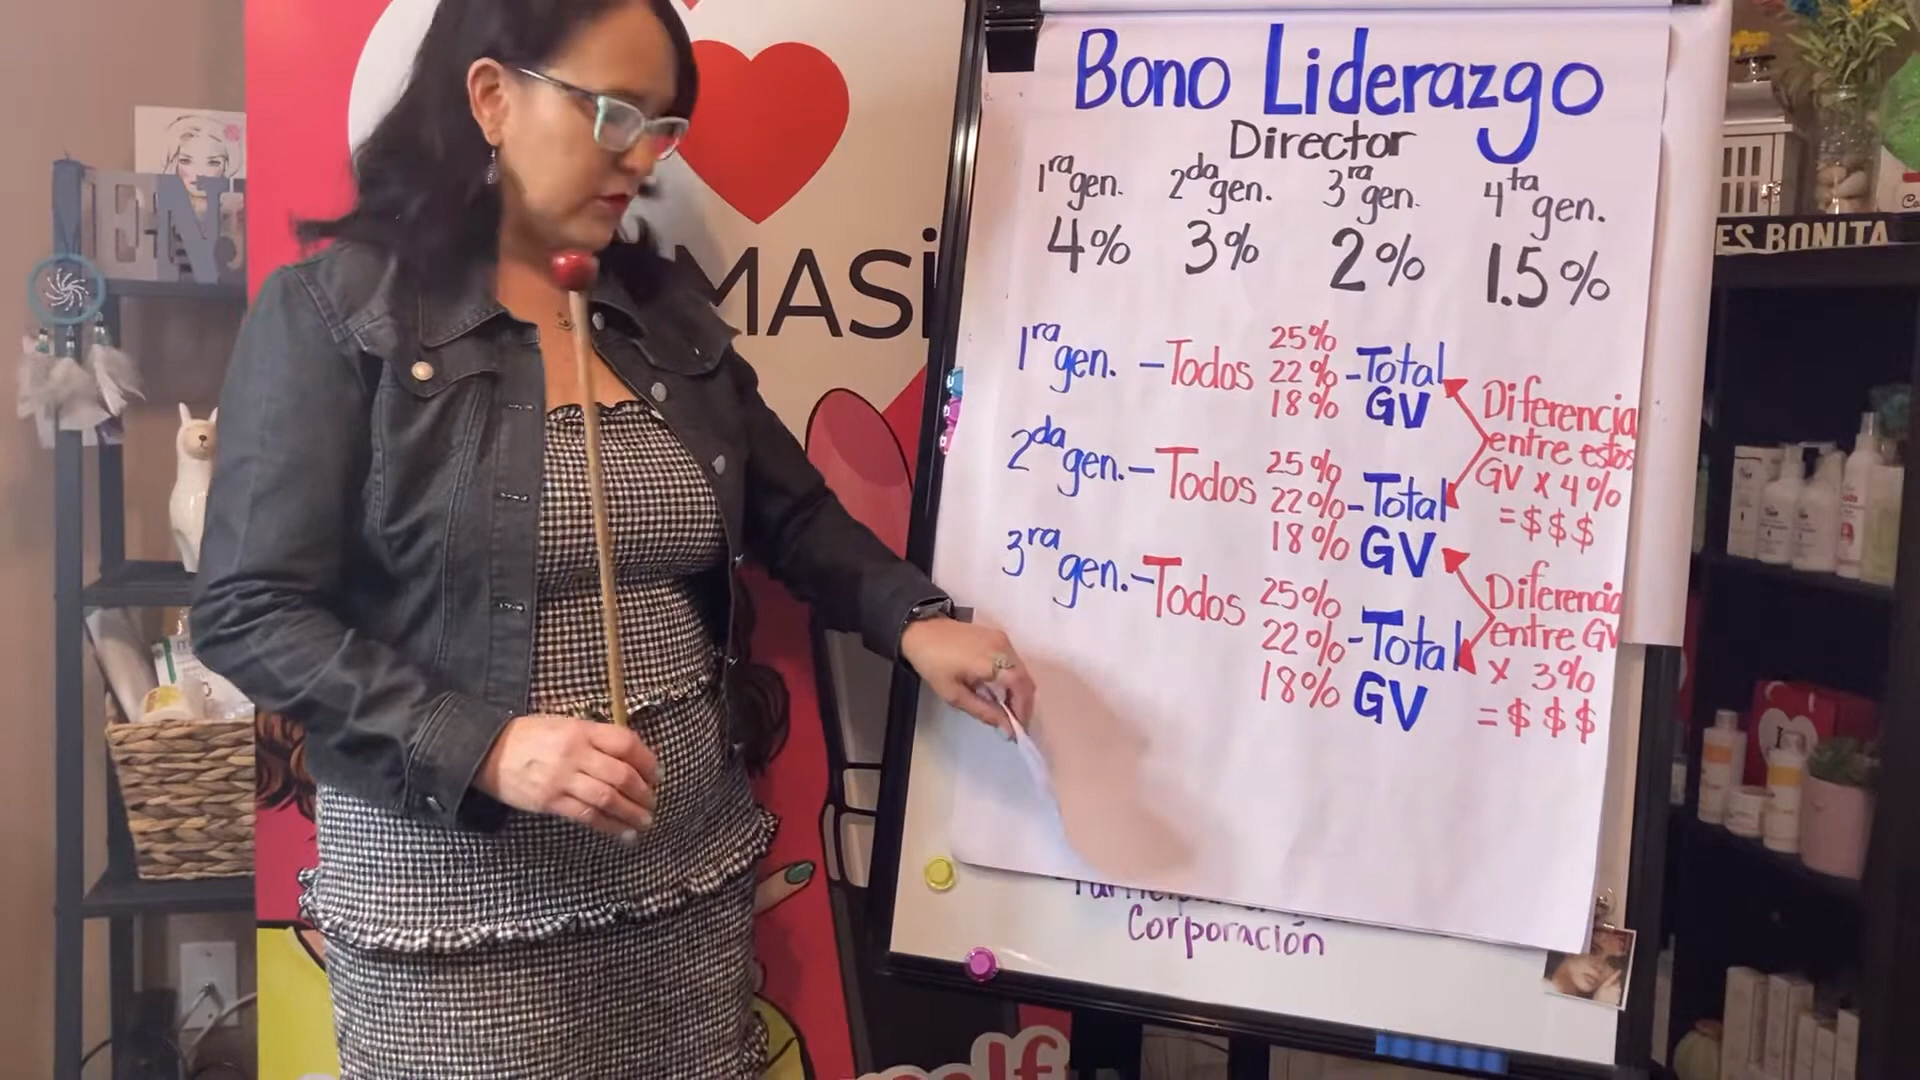 Bono Liderazgo
Director
1ra gen. 2da gen. 3ra gen. 4ta gen.
4% 3% 2% 1.5%
1ra gen. - Todos 25% 22% 18% - Total GV
Diferencia entre estos GV x 4% = $$$
2da gen. - Todos 25% 22% 18% - Total GV
Diferencia entre GV x 3% = $$$
3ra gen. - Todos 25% 22% 18% - Total GV
Corporación
MASi
ES BONITA